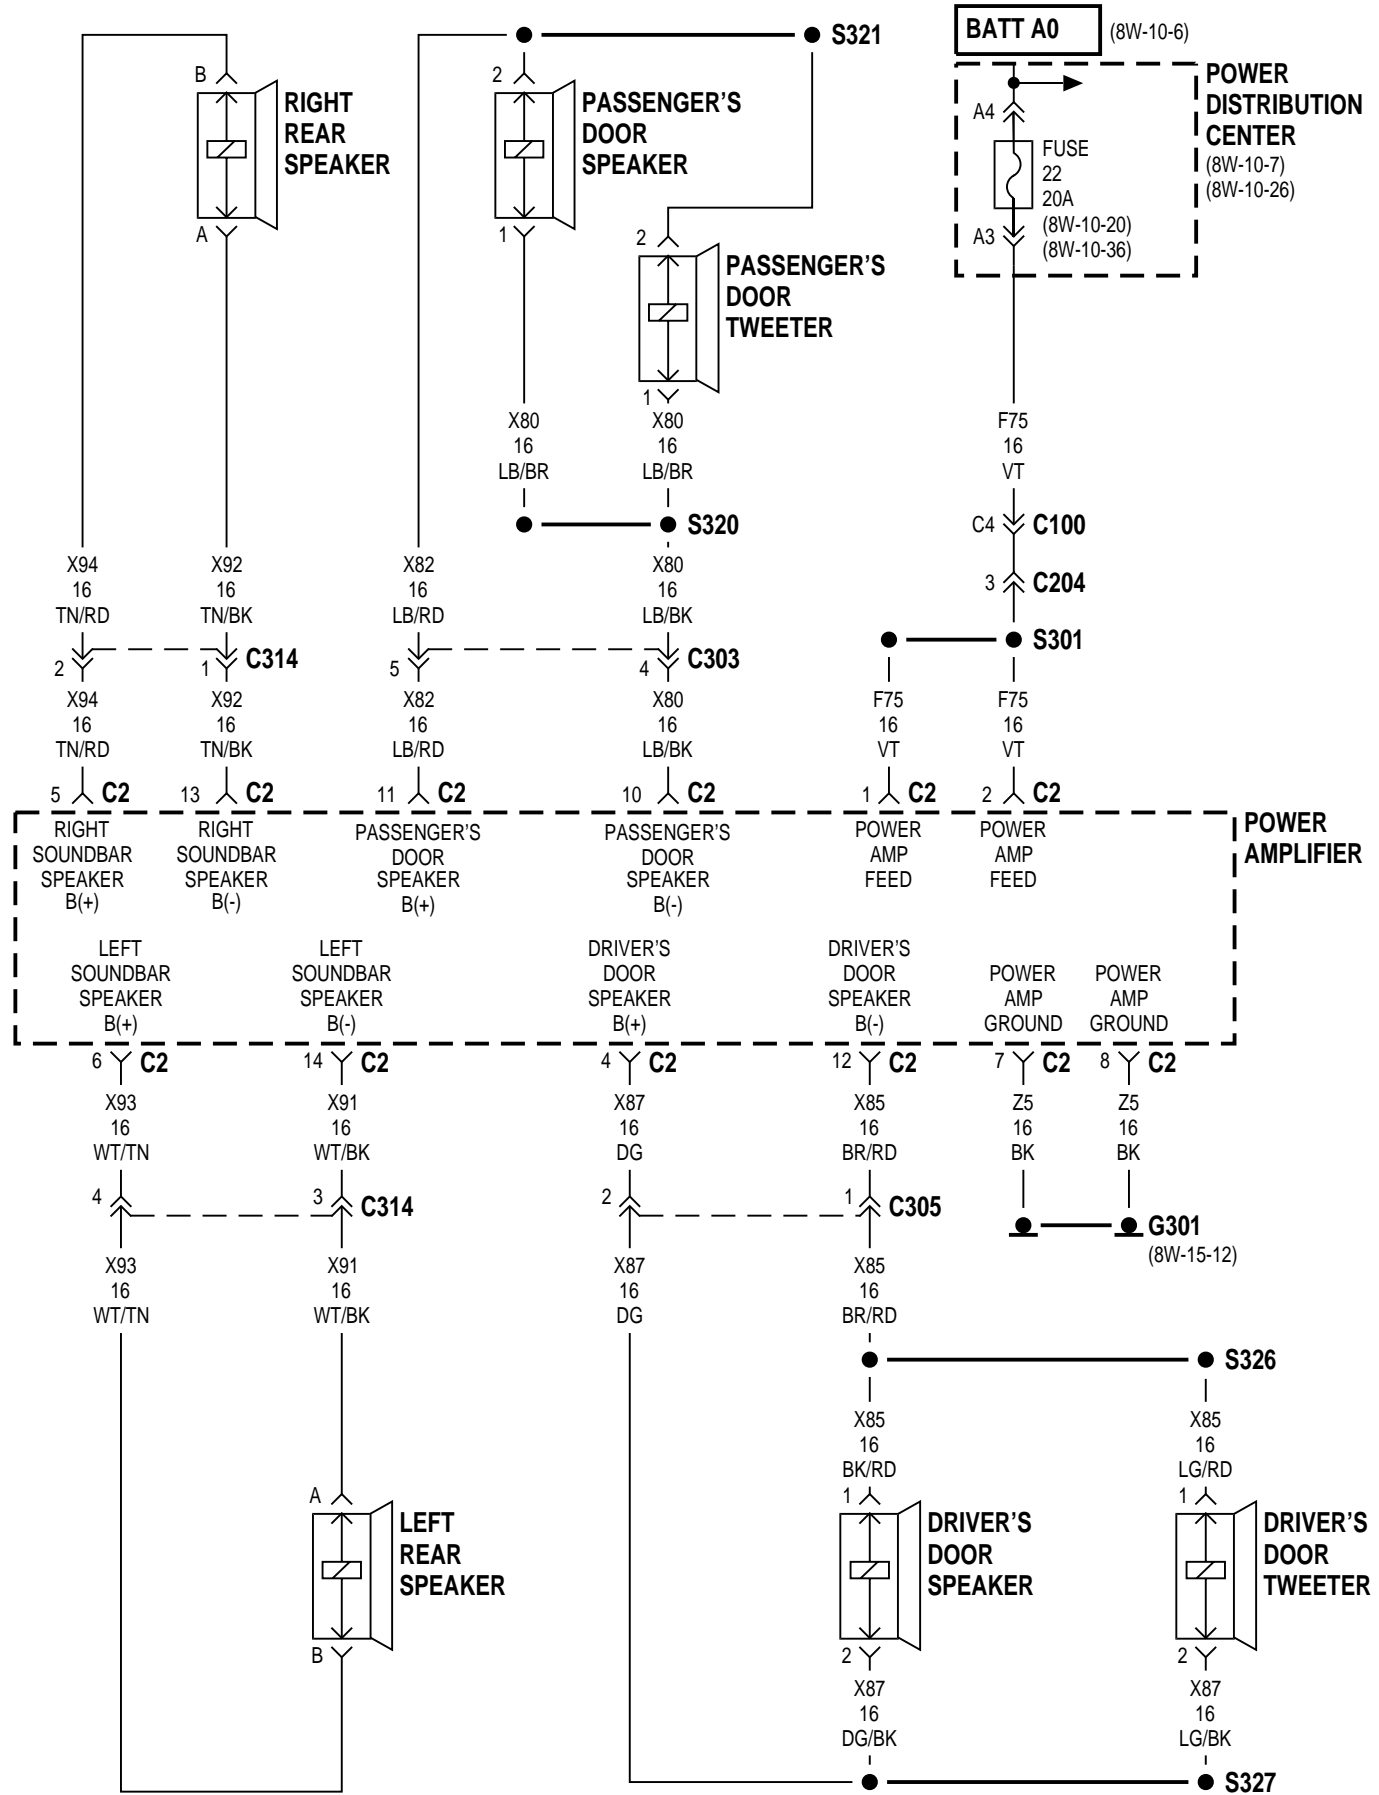 BATT A0
(8W-10-6)
S321
B
RIGHT
REAR
SPEAKER
A
2
PASSENGER'S
DOOR
SPEAKER
1
2
PASSENGER'S
DOOR
TWEETER
1
POWER
DISTRIBUTION
CENTER
(8W-10-7)
(8W-10-26)
A4
FUSE
22
20A
(8W-10-20)
(8W-10-36)
A3
X80
16
LB/BR
X80
16
LB/BR
F75
16
VT
S320
C4
C100
3
C204
S301
X94
16
TN/RD
X92
16
TN/BK
X82
16
LB/RD
X80
16
LB/BK
2
1
C314
5
4
C303
X94
16
TN/RD
X92
16
TN/BK
X82
16
LB/RD
X80
16
LB/BK
F75
16
VT
F75
16
VT
5
C2
13
C2
11
C2
10
C2
1
C2
2
C2
POWER
AMPLIFIER
RIGHT
SOUNDBAR
SPEAKER
B(+)
RIGHT
SOUNDBAR
SPEAKER
B(-)
PASSENGER'S
DOOR
SPEAKER
B(+)
PASSENGER'S
DOOR
SPEAKER
B(-)
POWER
AMP
FEED
POWER
AMP
FEED
LEFT
SOUNDBAR
SPEAKER
B(+)
LEFT
SOUNDBAR
SPEAKER
B(-)
DRIVER'S
DOOR
SPEAKER
B(+)
DRIVER'S
DOOR
SPEAKER
B(-)
POWER
AMP
GROUND
POWER
AMP
GROUND
6
C2
14
C2
4
C2
12
C2
7
C2
8
C2
X93
16
WT/TN
X91
16
WT/BK
X87
16
DG
X85
16
BR/RD
Z5
16
BK
Z5
16
BK
4
3
C314
2
1
C305
G301
(8W-15-12)
X93
16
WT/TN
X91
16
WT/BK
X87
16
DG
X85
16
BR/RD
S326
X85
16
BK/RD
X85
16
LG/RD
A
LEFT
REAR
SPEAKER
B
1
DRIVER'S
DOOR
SPEAKER
2
1
DRIVER'S
DOOR
TWEETER
2
X87
16
DG/BK
X87
16
LG/BK
S327